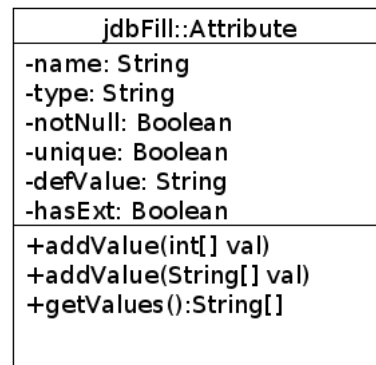 jdbFill::Attribute
-name: String
-type: String
-notNull: Boolean
-unique: Boolean
-defValue: String
-hasExt: Boolean
+addValue(int[] val)
+addValue(String[] val)
+getValues():String[]